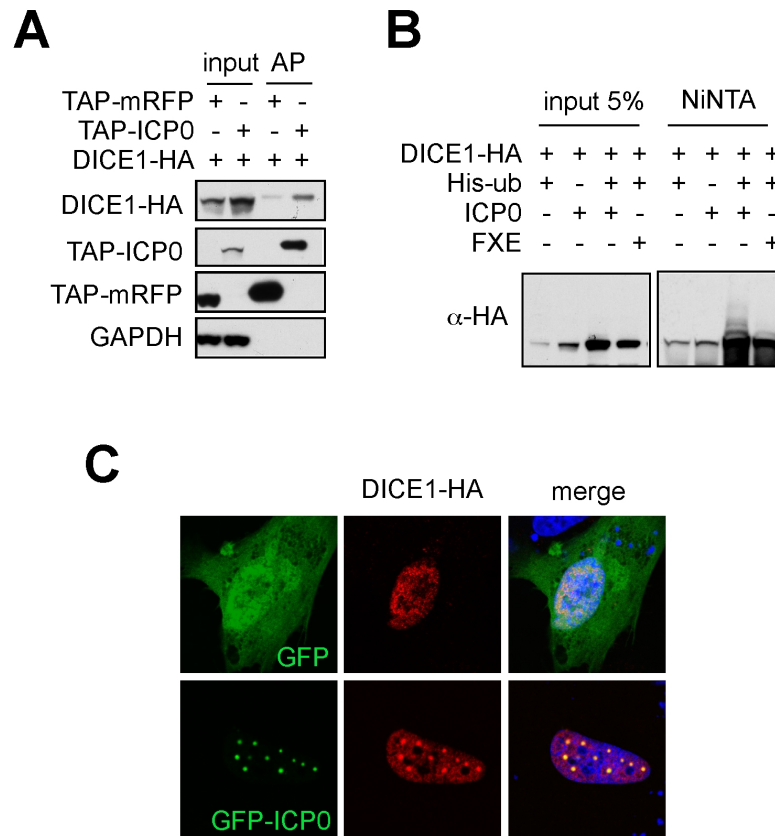 A
input AP
TAP-mRFP + - + -
TAP-ICP0 - + - +
DICE1-HA + + + +
DICE1-HA
TAP-ICP0
TAP-mRFP
GAPDH
B
input 5% NiNTA
DICE1-HA + + + + + + + +
His-ub + - + + + - + +
ICP0 - + + - - + + -
FXE - - - + - - - +
α-HA
C
DICE1-HA merge
GFP
GFP-ICP0